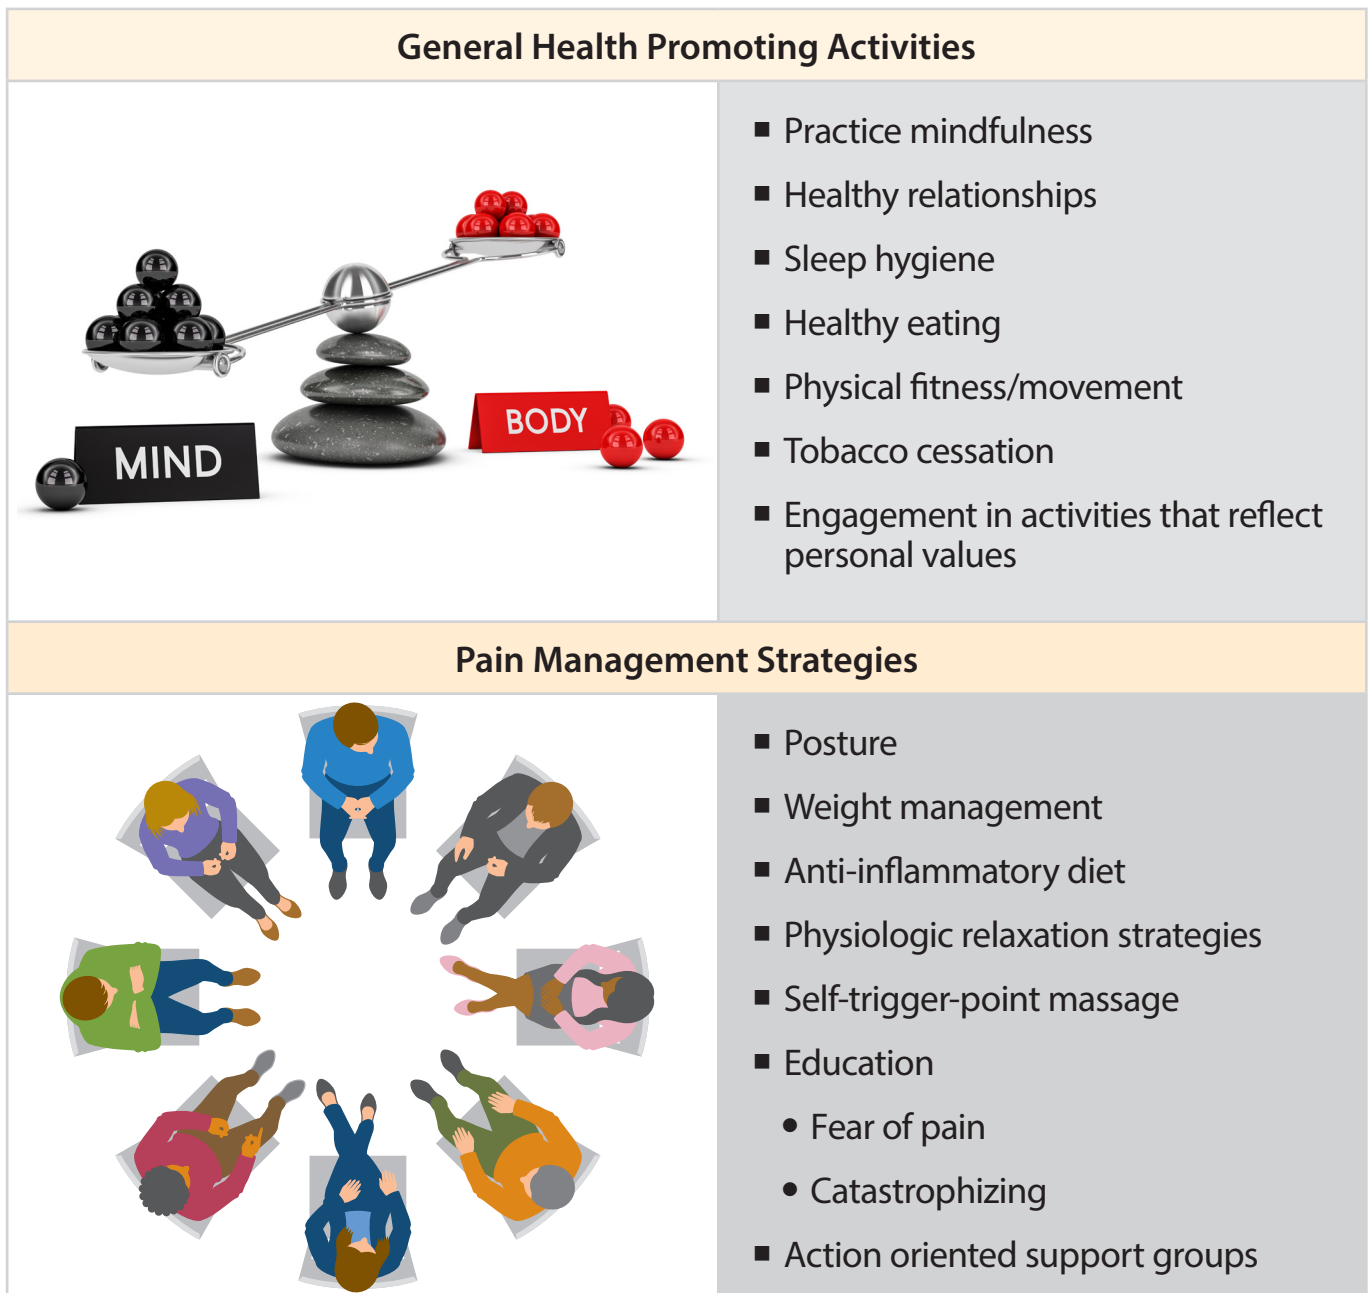 General Health Promoting Activities
MIND
BODY
▪ Practice mindfulness
▪ Healthy relationships
▪ Sleep hygiene
▪ Healthy eating
▪ Physical fitness/movement
▪ Tobacco cessation
▪ Engagement in activities that reflect
personal values
Pain Management Strategies
▪ Posture
▪ Weight management
▪ Anti-inflammatory diet
▪ Physiologic relaxation strategies
▪ Self-trigger-point massage
▪ Education
• Fear of pain
• Catastrophizing
▪ Action oriented support groups